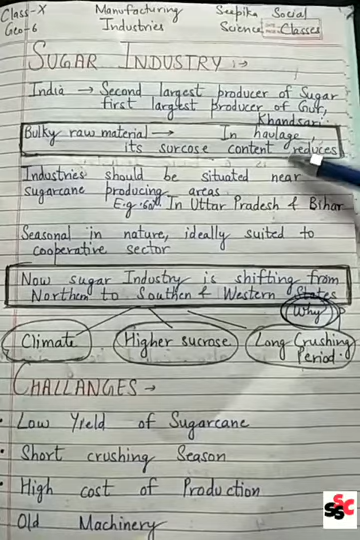 Class-X Manufacturing Seepika Social
Geo-6 Industries Science Classes
SUGAR INDUSTRY :→
India → Second largest producer of Sugar
first largest producer of Gur,
Khandsari
Bulky raw material → In haulage,
its surcose content reduces
Industries should be situated near
sugarcane producing areas
E.g. 60% In Uttar Pradesh & Bihar
Seasonal in nature, ideally suited to
cooperative sector
Now sugar Industry is shifting from
Northern to Southen & Western States
Why
Climate Higher sucrose Long Crushing
Period
CHALLANGES →
• Low Yield of Sugarcane
• Short crushing Season
• High cost of Production
Old Machinery
SSC